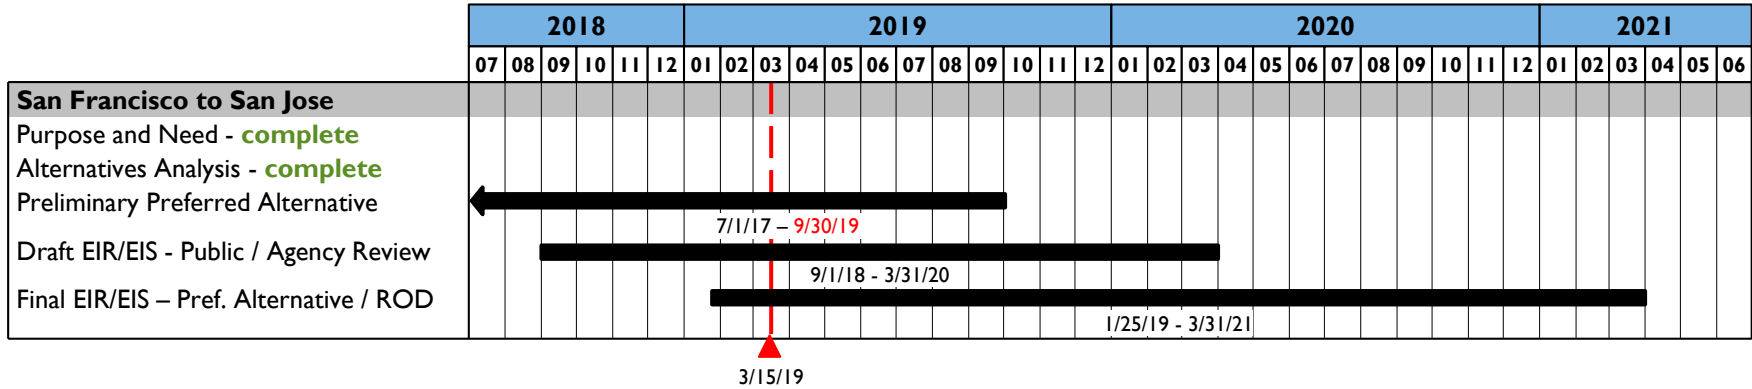 2018 2019 2020 2021
07 08 09 10 11 12 01 02 03 04 05 06 07 08 09 10 11 12 01 02 03 04 05 06 07 08 09 10 11 12 01 02 03 04 05 06
San Francisco to San Jose
Purpose and Need - complete
Alternatives Analysis - complete
Preliminary Preferred Alternative
7/1/17 – 9/30/19
Draft EIR/EIS - Public / Agency Review
9/1/18 - 3/31/20
Final EIR/EIS – Pref. Alternative / ROD
1/25/19 - 3/31/21
3/15/19